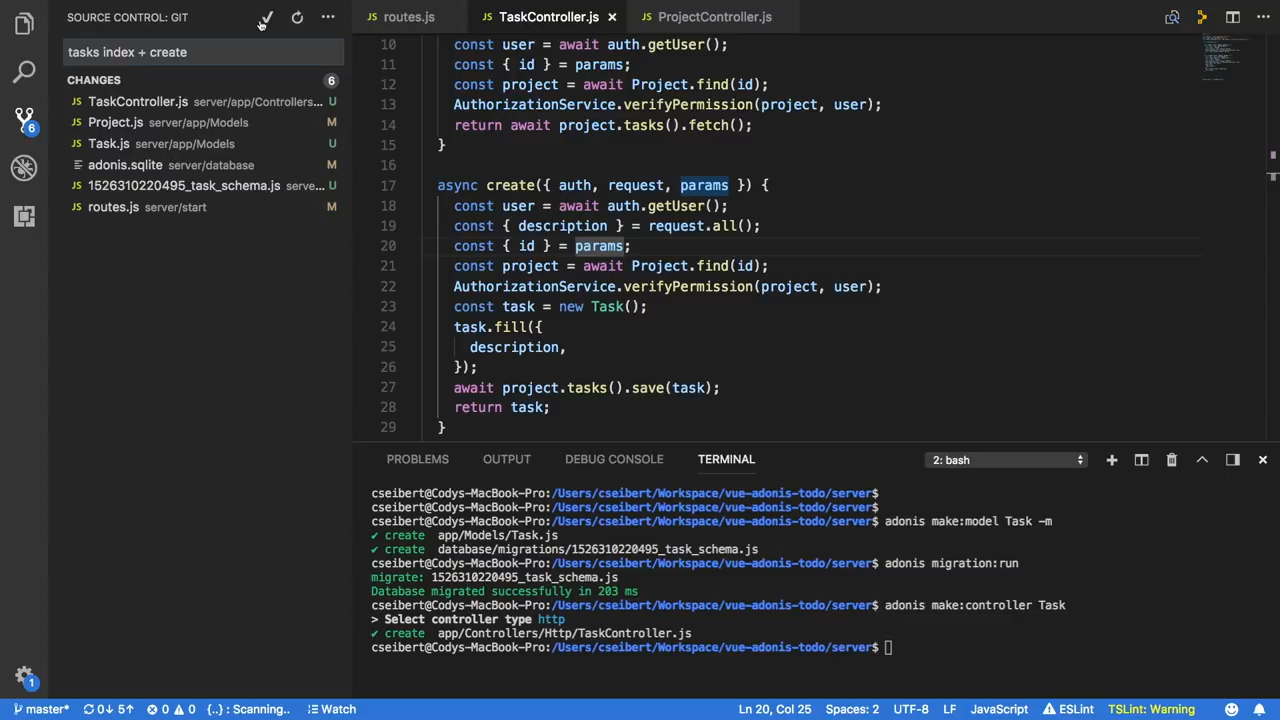 SOURCE CONTROL: GIT
tasks index + create
CHANGES 6
JS TaskController.js server/app/Controllers... U
JS Project.js server/app/Models M
JS Task.js server/app/Models U
adonis.sqlite server/database M
JS 1526310220495_task_schema.js serve... U
JS routes.js server/start M
6
1
JS routes.js JS TaskController.js JS ProjectController.js
10 const user = await auth.getUser();
11 const { id } = params;
12 const project = await Project.find(id);
13 AuthorizationService.verifyPermission(project, user);
14 return await project.tasks().fetch();
15 }
16
17 async create({ auth, request, params }) {
18 const user = await auth.getUser();
19 const { description } = request.all();
20 const { id } = params;
21 const project = await Project.find(id);
22 AuthorizationService.verifyPermission(project, user);
23 const task = new Task();
24 task.fill({
25 description,
26 });
27 await project.tasks().save(task);
28 return task;
29 }
PROBLEMS OUTPUT DEBUG CONSOLE TERMINAL 2: bash
cseibert@Codys-MacBook-Pro:/Users/cseibert/Workspace/vue-adonis-todo/server$
cseibert@Codys-MacBook-Pro:/Users/cseibert/Workspace/vue-adonis-todo/server$
cseibert@Codys-MacBook-Pro:/Users/cseibert/Workspace/vue-adonis-todo/server$ adonis make:model Task -m
✔ create app/Models/Task.js
✔ create database/migrations/1526310220495_task_schema.js
cseibert@Codys-MacBook-Pro:/Users/cseibert/Workspace/vue-adonis-todo/server$ adonis migration:run
migrate: 1526310220495_task_schema.js
Database migrated successfully in 203 ms
cseibert@Codys-MacBook-Pro:/Users/cseibert/Workspace/vue-adonis-todo/server$ adonis make:controller Task
> Select controller type http
✔ create app/Controllers/Http/TaskController.js
cseibert@Codys-MacBook-Pro:/Users/cseibert/Workspace/vue-adonis-todo/server$
master* 0↓ 5↑ 0 0 {..} : Scanning.. Watch Ln 20, Col 25 Spaces: 2 UTF-8 LF JavaScript ESLint TSLint: Warning